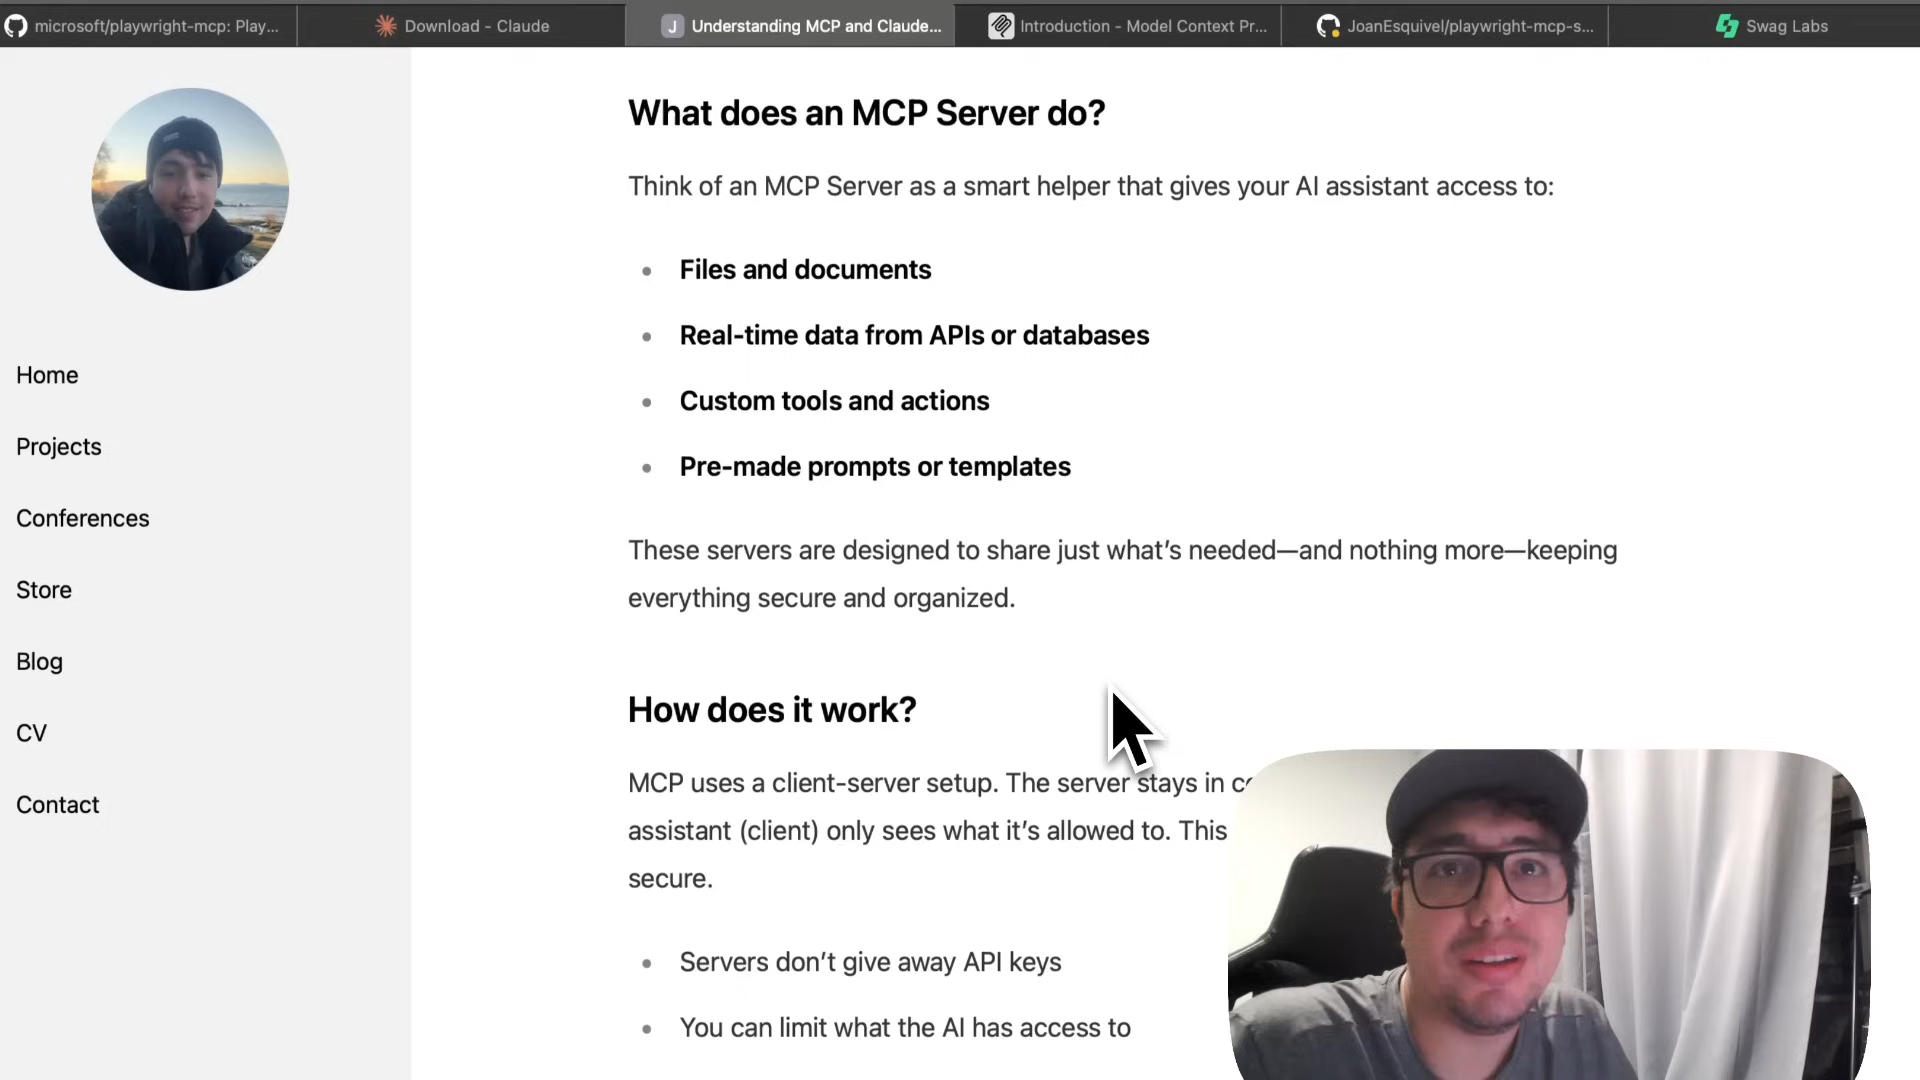 microsoft/playwright-mcp: Play...
Download - Claude
J Understanding MCP and Claude...
Introduction - Model Context Pr...
JoanEsquivel/playwright-mcp-s...
Swag Labs
Home
Projects
Conferences
Store
Blog
CV
Contact
What does an MCP Server do?
Think of an MCP Server as a smart helper that gives your AI assistant access to:
• Files and documents
• Real-time data from APIs or databases
• Custom tools and actions
• Pre-made prompts or templates
These servers are designed to share just what’s needed—and nothing more—keeping
everything secure and organized.
How does it work?
MCP uses a client-server setup. The server stays in
assistant (client) only sees what it’s allowed to. This
secure.
• Servers don’t give away API keys
• You can limit what the AI has access to